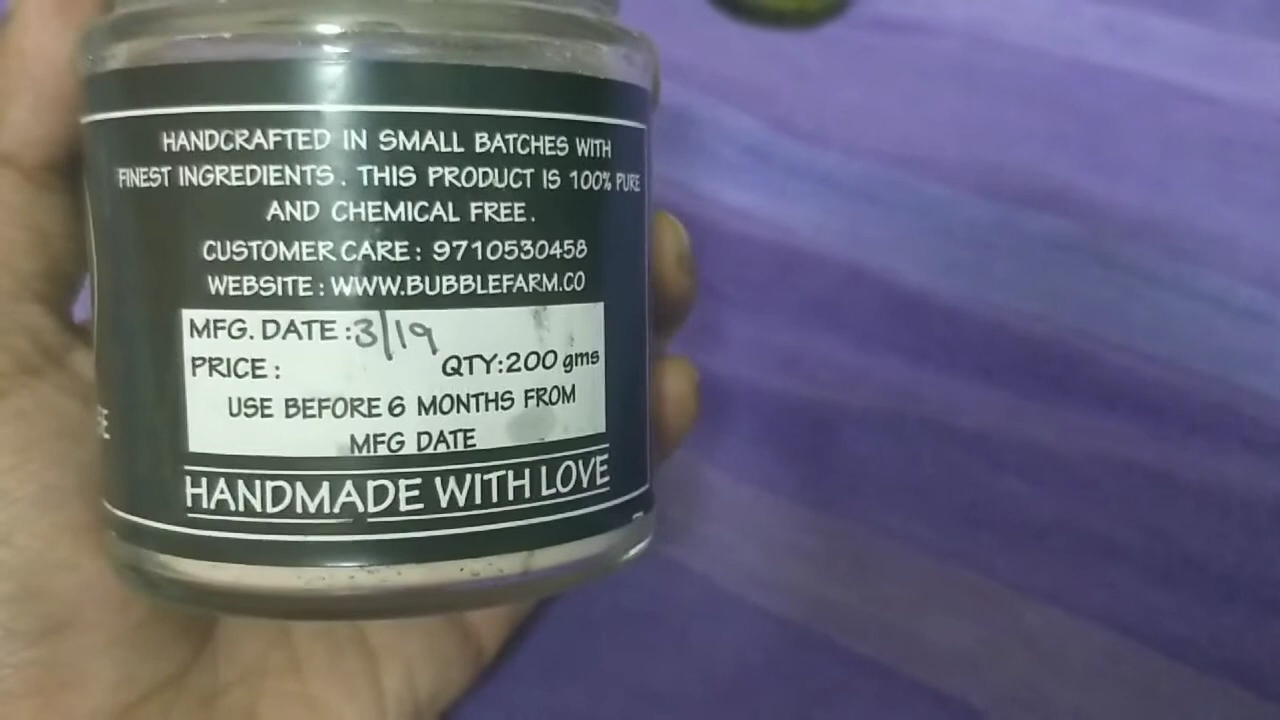 HANDCRAFTED IN SMALL BATCHES WITH
FINEST INGREDIENTS. THIS PRODUCT IS 100% PURE
AND CHEMICAL FREE.
CUSTOMER CARE: 9710530458
WEBSITE: WWW.BUBBLEFARM.CO
MFG. DATE: 3/19
PRICE: QTY: 200 gms
USE BEFORE 6 MONTHS FROM
MFG DATE
HANDMADE WITH LOVE